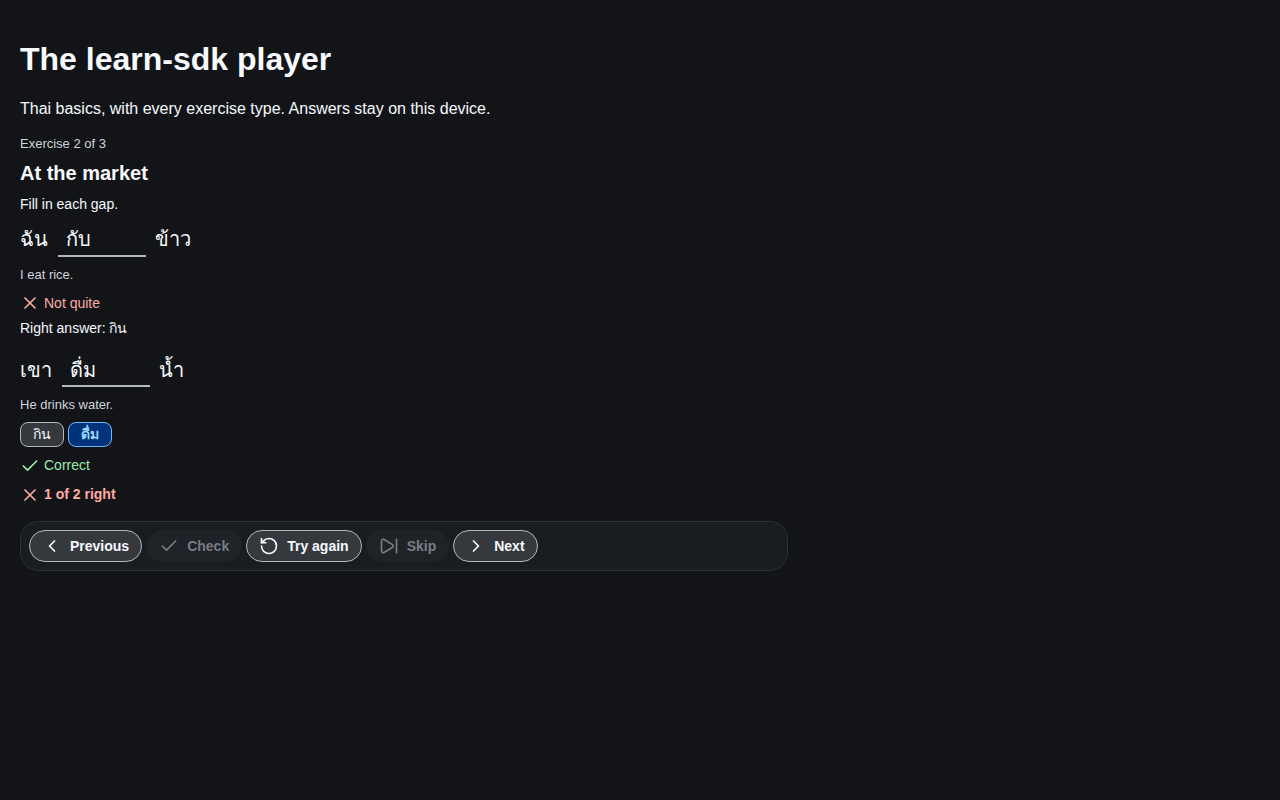 The learn-sdk player
Thai basics, with every exercise type. Answers stay on this device.
Exercise 2 of 3
At the market
Fill in each gap.
ฉัน กับ ข้าว
I eat rice.
Not quite
Right answer: กิน
เขา ดื่ม น้ำ
He drinks water.
กิน ดื่ม
Correct
1 of 2 right
Previous Check Try again Skip Next